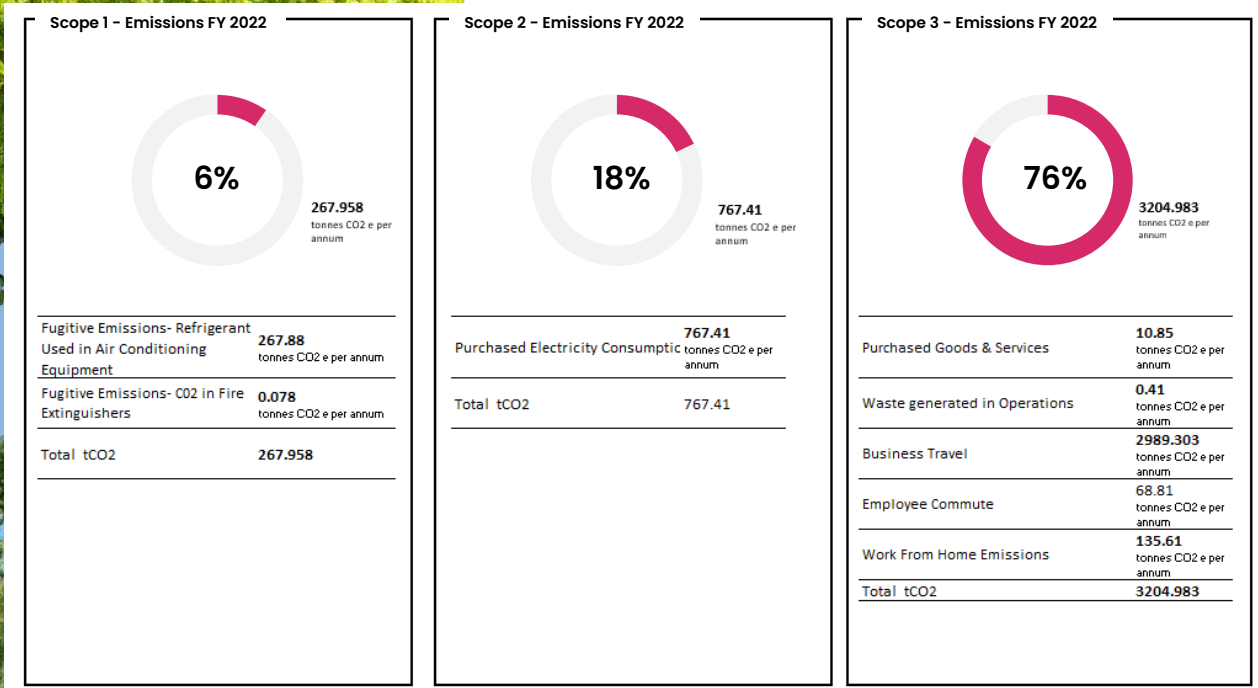 Scope 1 - Emissions FY 2022
6%
267.958
tonnes CO2 e per
annum
Fugitive Emissions- Refrigerant
Used in Air Conditioning
Equipment
267.88
tonnes CO2 e per annum
Fugitive Emissions- C02 in Fire
Extinguishers
0.078
tonnes CO2 e per annum
Total tCO2
267.958
Scope 2 - Emissions FY 2022
18%
767.41
tonnes CO2 e per
annum
Purchased Electricity Consumptic
767.41
tonnes CO2 e per
annum
Total tCO2
767.41
Scope 3 - Emissions FY 2022
76%
3204.983
tonnes CO2 e per
annum
Purchased Goods & Services
10.85
tonnes CO2 e per
annum
Waste generated in Operations
0.41
tonnes CO2 e per
annum
Business Travel
2989.303
tonnes CO2 e per
annum
Employee Commute
68.81
tonnes CO2 e per
annum
Work From Home Emissions
135.61
tonnes CO2 e per
annum
Total tCO2
3204.983